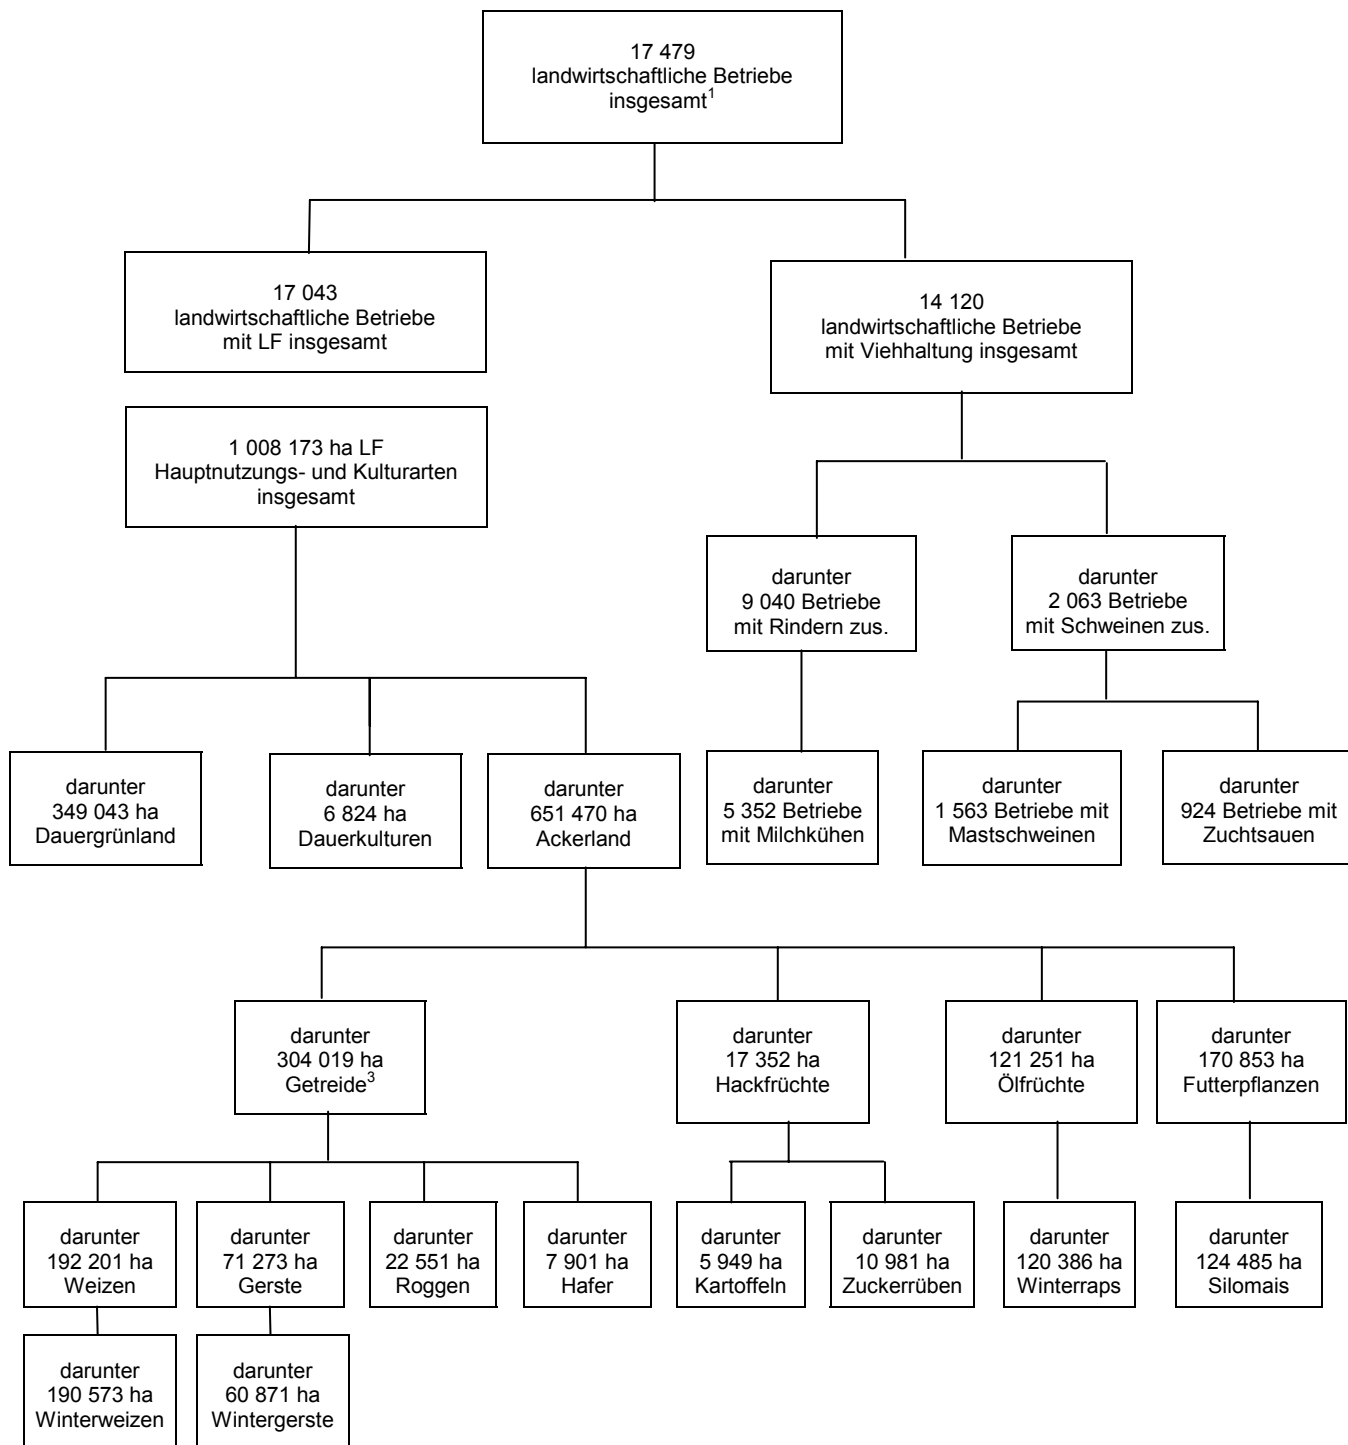 17 479
landwirtschaftliche Betriebe
insgesamt¹
17 043
landwirtschaftliche Betriebe
mit LF insgesamt
14 120
landwirtschaftliche Betriebe
mit Viehhaltung insgesamt
1 008 173 ha LF
Hauptnutzungs- und Kulturarten
insgesamt
darunter
9 040 Betriebe
mit Rindern zus.
darunter
2 063 Betriebe
mit Schweinen zus.
darunter
349 043 ha
Dauergrünland
darunter
6 824 ha
Dauerkulturen
darunter
651 470 ha
Ackerland
darunter
5 352 Betriebe
mit Milchkühen
darunter
1 563 Betriebe mit
Mastschweinen
darunter
924 Betriebe mit
Zuchtsauen
darunter
304 019 ha
Getreide³
darunter
17 352 ha
Hackfrüchte
darunter
121 251 ha
Ölfrüchte
darunter
170 853 ha
Futterpflanzen
darunter
192 201 ha
Weizen
darunter
71 273 ha
Gerste
darunter
22 551 ha
Roggen
darunter
7 901 ha
Hafer
darunter
5 949 ha
Kartoffeln
darunter
10 981 ha
Zuckerrüben
darunter
120 386 ha
Winterraps
darunter
124 485 ha
Silomais
darunter
190 573 ha
Winterweizen
darunter
60 871 ha
Wintergerste